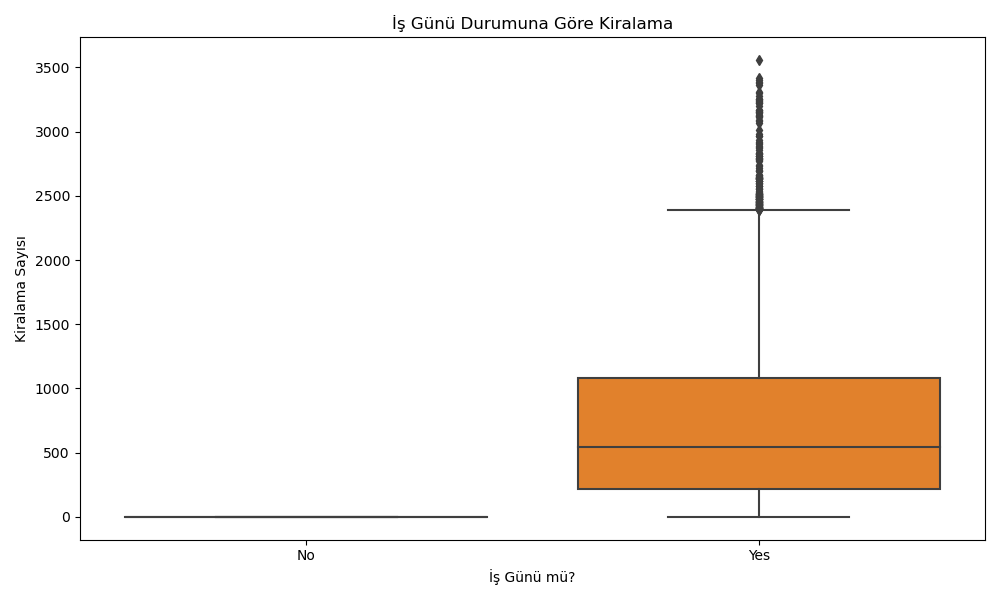 İş Günü Durumuna Göre Kiralama
3500
3000
2500
2000
1500
1000
500
0
Kiralama Sayısı
No
Yes
İş Günü mü?